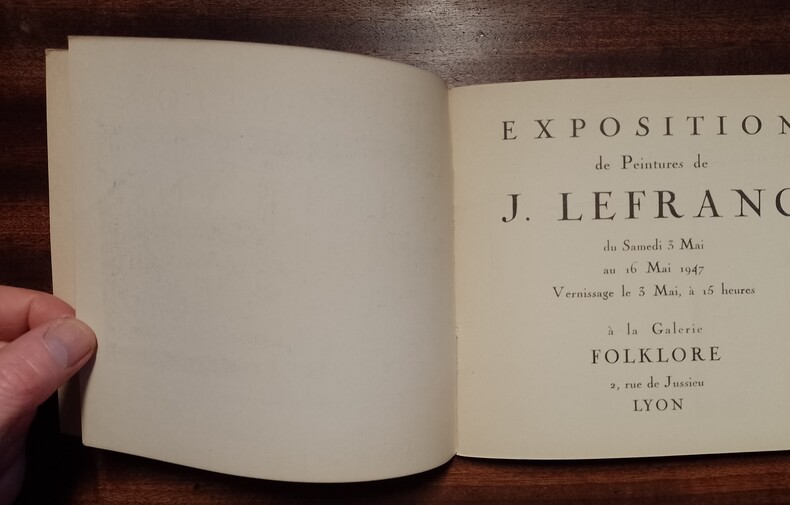 EXPOSITION
de Peintures de
J. LEFRANC
du Samedi 3 Mai
au 16 Mai 1947
Vernissage le 3 Mai, à 15 heures
à la Galerie
FOLKLORE
2, rue de Jussieu
LYON